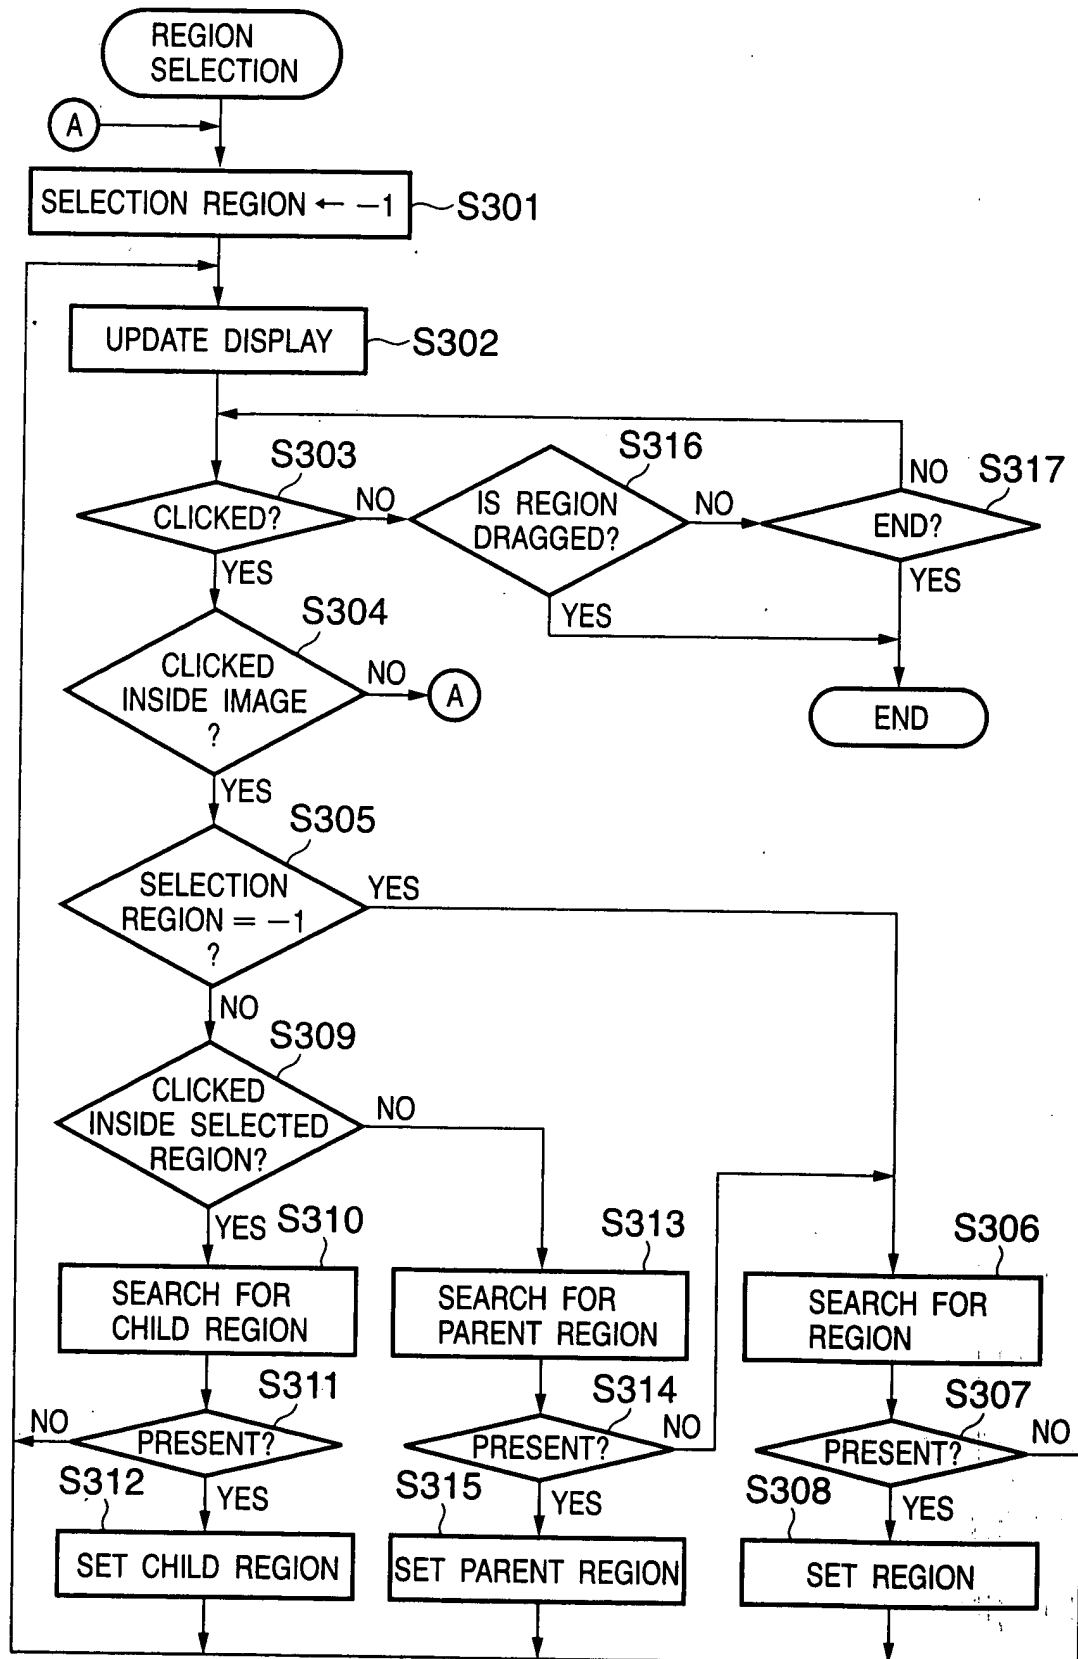 REGION
SELECTION
A
SELECTION REGION ← −1
S301
UPDATE DISPLAY
S302
S303
CLICKED?
NO
YES
S316
IS REGION
DRAGGED?
NO
YES
S317
NO
END?
YES
END
S304
CLICKED
INSIDE IMAGE
?
NO
A
YES
S305
SELECTION
REGION = −1
?
YES
NO
S309
CLICKED
INSIDE SELECTED
REGION?
NO
YES
S310
SEARCH FOR
CHILD REGION
S313
SEARCH FOR
PARENT REGION
S306
SEARCH FOR
REGION
S311
NO
PRESENT?
YES
S314
PRESENT?
NO
YES
S307
PRESENT?
NO
YES
S312
SET CHILD REGION
S315
SET PARENT REGION
S308
SET REGION